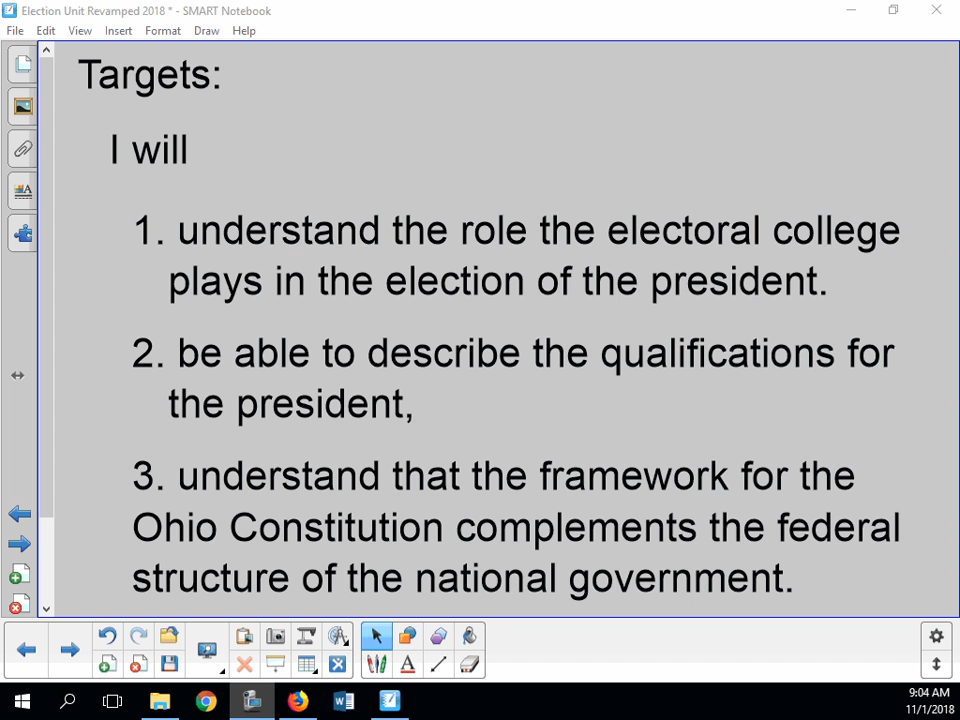 Election Unit Revamped 2018 * - SMART Notebook
File Edit View Insert Format Draw Help
Targets:
I will
1. understand the role the electoral college
plays in the election of the president.
2. be able to describe the qualifications for
the president,
3. understand that the framework for the
Ohio Constitution complements the federal
structure of the national government.
9:04 AM
11/1/2018